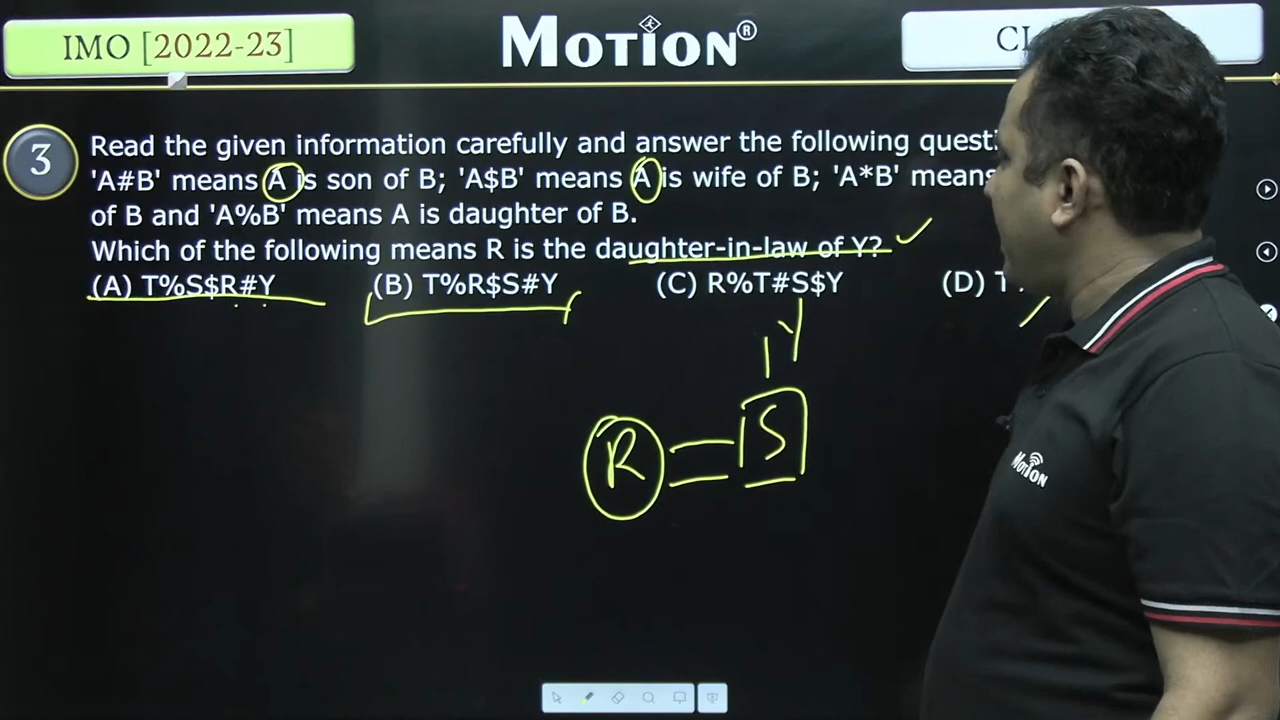 IMO [2022-23]
MOTION®
3
Read the given information carefully and answer the following
'A#B' means A is son of B; 'A$B' means A is wife of B; 'A*B' means
of B and 'A%B' means A is daughter of B.
Which of the following means R is the daughter-in-law of Y?
(A) T%S$R#Y (B) T%R$S#Y (C) R%T#S$Y (D) T
Y
R S
MOTION